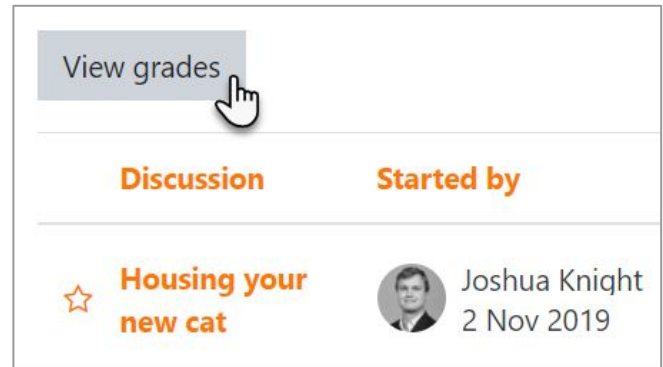 View grades
Discussion Started by
Housing your Joshua Knight
new cat 2 Nov 2019